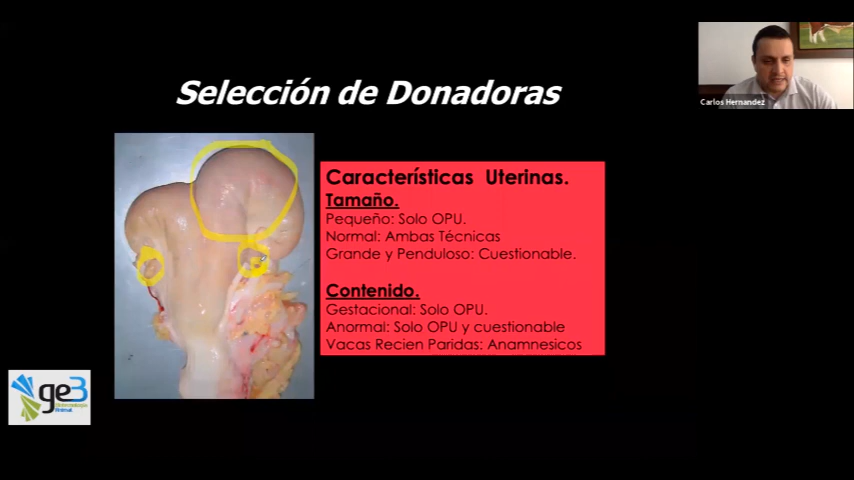 Selección de Donadoras
Carlos Hernandez
Características Uterinas.
Tamaño.
Pequeño: Solo OPU.
Normal: Ambas Técnicas
Grande y Penduloso: Cuestionable.
Contenido.
Gestacional: Solo OPU.
Anormal: Solo OPU y cuestionable
Vacas Recien Paridas: Anamnesicos
ge3